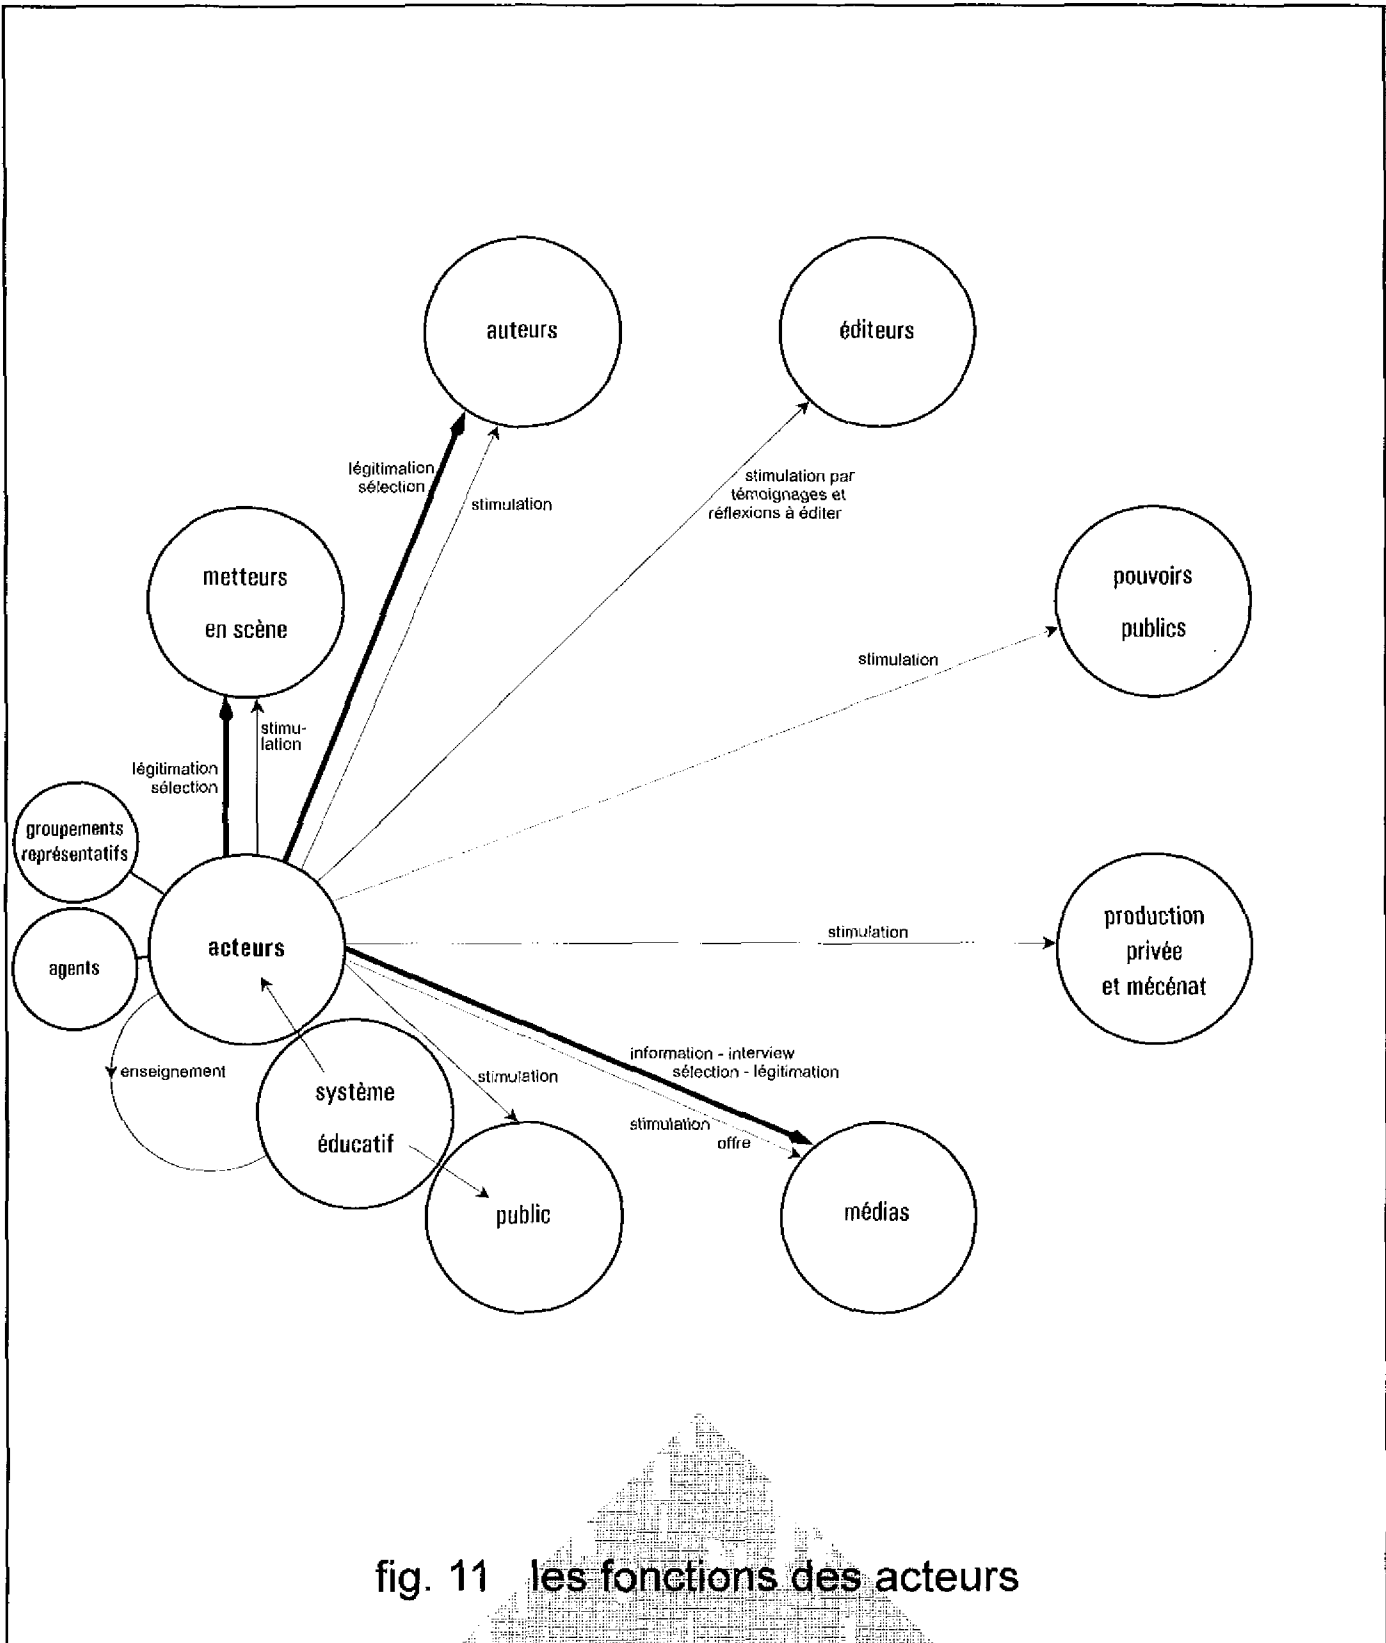 auteurs
éditeurs
légitimation
sélection
stimulation
stimulation par
témoignages et
réflexions à éditer
metteurs
en scène
pouvoirs
publics
stimulation
stimu-
lation
légitimation
sélection
groupements
représentatifs
acteurs
agents
stimulation
production
privée
et mécénat
enseignement
système
éducatif
stimulation
information - interview
sélection - légitimation
stimulation
offre
public
médias
fig. 11 les fonctions des acteurs